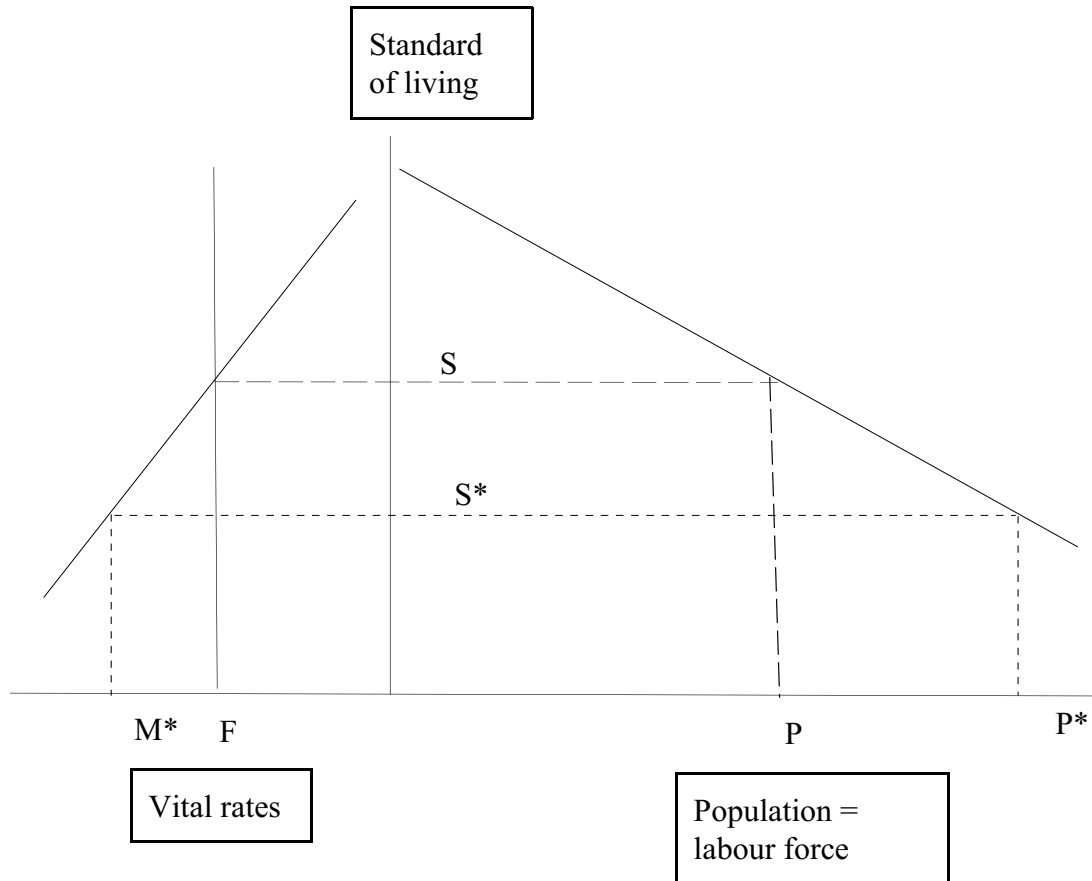 Standard
of living
S
S*
M* F P P*
Vital rates
Population =
labour force